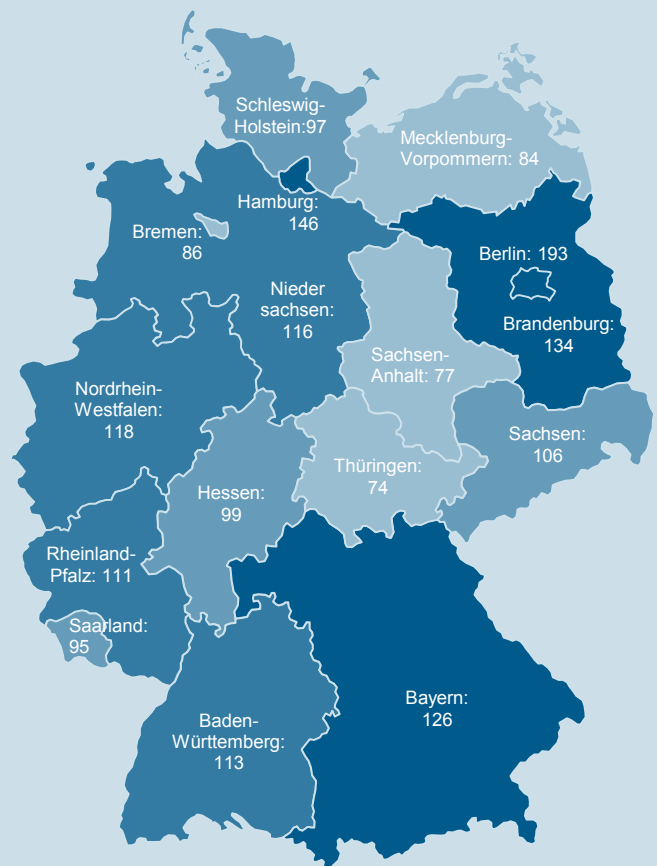 Schleswig-
Holstein:97
Mecklenburg-
Vorpommern: 84
Hamburg:
146
Bremen:
86
Berlin: 193
Nieder
sachsen:
116
Brandenburg:
134
Sachsen-
Anhalt: 77
Nordrhein-
Westfalen:
118
Sachsen:
106
Thüringen:
74
Hessen:
99
Rheinland-
Pfalz: 111
Saarland:
95
Bayern:
126
Baden-
Württemberg:
113